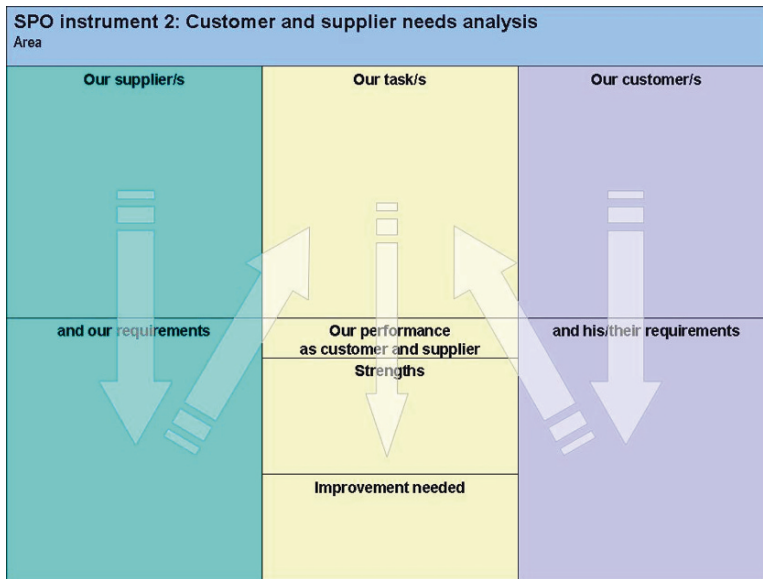 SPO instrument 2: Customer and supplier needs analysis
Area
Our supplier/s
Our task/s
Our customer/s
and our requirements
Our performance
as customer and supplier
and his/their requirements
Strengths
Improvement needed